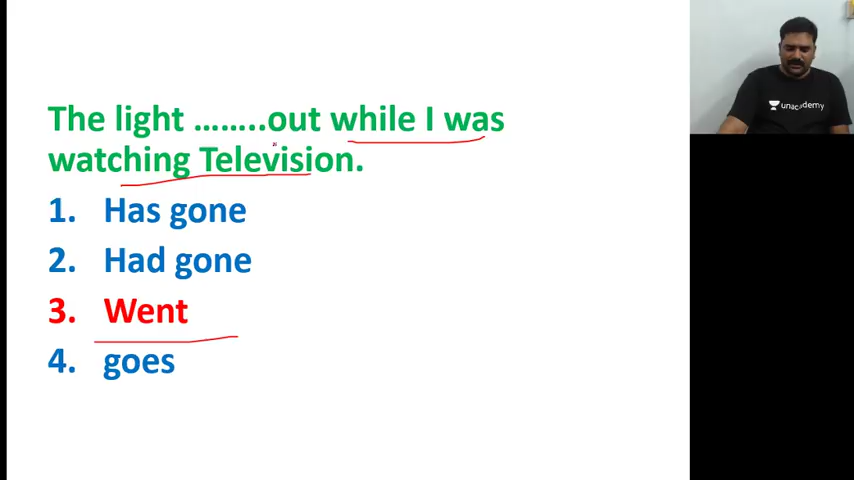 The light ........out while I was
watching Television.
1. Has gone
2. Had gone
3. Went
4. goes
unacademy